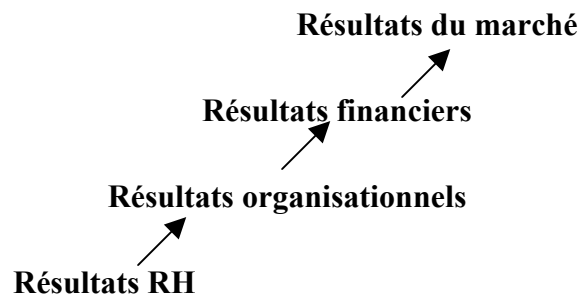 Résultats du marché
Résultats financiers
Résultats organisationnels
Résultats RH